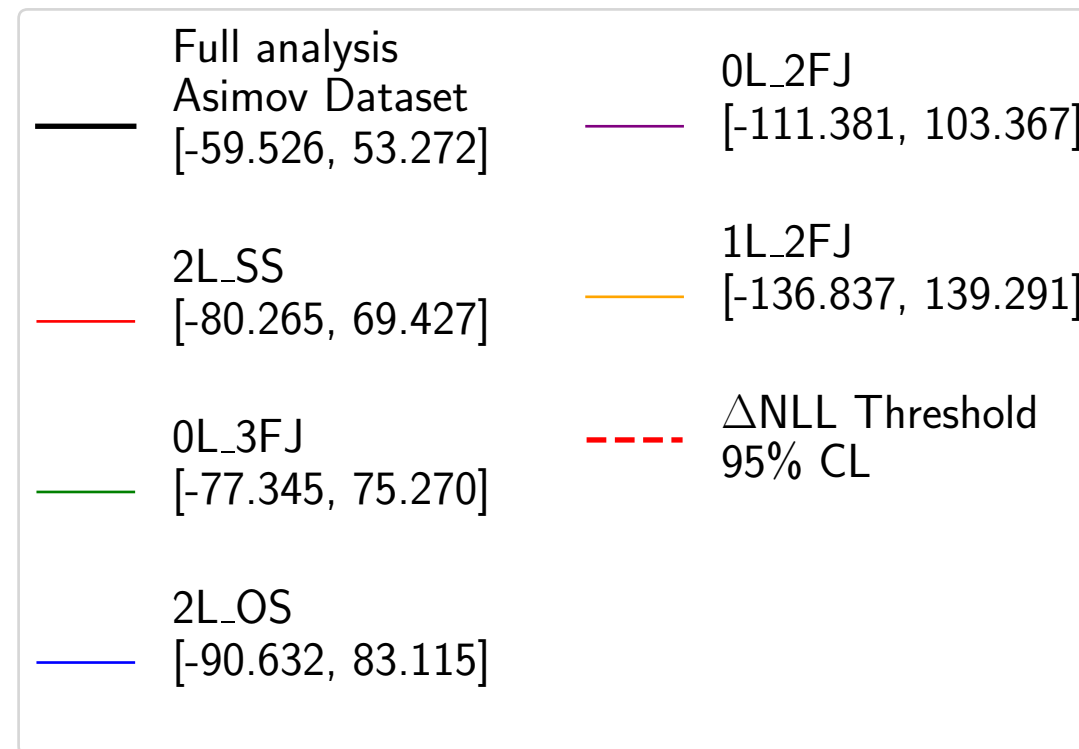 Full analysis
Asimov Dataset
[-59.526, 53.272]
2L_SS
[-80.265, 69.427]
0L_3FJ
[-77.345, 75.270]
2L_OS
[-90.632, 83.115]
0L_2FJ
[-111.381, 103.367]
1L_2FJ
[-136.837, 139.291]
ΔNLL Threshold
95% CL